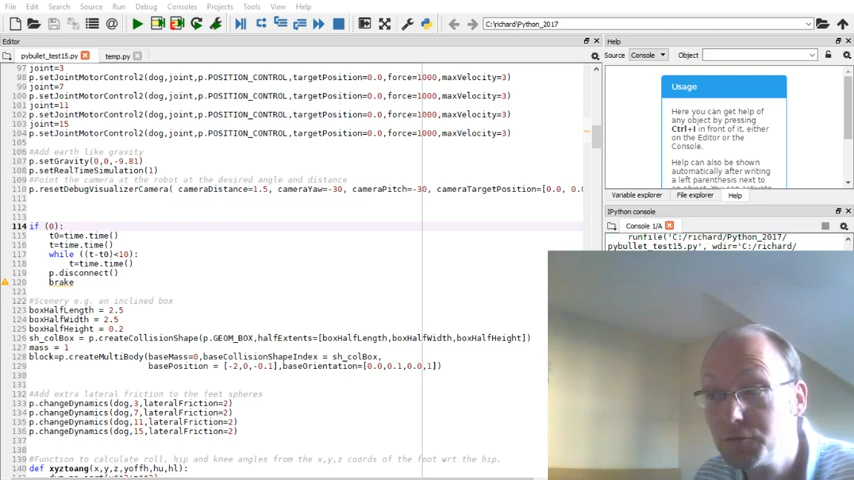 File Edit Search Source Run Debug Consoles Projects Tools View Help
C:\richard\Python_2017
Editor
pybullet_test15.py temp.py
97 joint=3
98 p.setJointMotorControl2(dog,joint,p.POSITION_CONTROL,targetPosition=0.0,force=1000,maxVelocity=3)
99 joint=7
100 p.setJointMotorControl2(dog,joint,p.POSITION_CONTROL,targetPosition=0.0,force=1000,maxVelocity=3)
101 joint=11
102 p.setJointMotorControl2(dog,joint,p.POSITION_CONTROL,targetPosition=0.0,force=1000,maxVelocity=3)
103 joint=15
104 p.setJointMotorControl2(dog,joint,p.POSITION_CONTROL,targetPosition=0.0,force=1000,maxVelocity=3)
105
106 #Add earth like gravity
107 p.setGravity(0,0,-9.81)
108 p.setRealTimeSimulation(1)
109 #Point the camera at the robot at the desired angle and distance
110 p.resetDebugVisualizerCamera( cameraDistance=1.5, cameraYaw=-30, cameraPitch=-30, cameraTargetPosition=[0.0, 0.0
111
112
113
114 if (0):
115 t0=time.time()
116 t=time.time()
117 while ((t-t0)<10):
118 t=time.time()
119 p.disconnect()
120 brake
121
122 #Scenery e.g. an inclined box
123 boxHalfLength = 2.5
124 boxHalfWidth = 2.5
125 boxHalfHeight = 0.2
126 sh_colBox = p.createCollisionShape(p.GEOM_BOX,halfExtents=[boxHalfLength,boxHalfWidth,boxHalfHeight])
127 mass = 1
128 block=p.createMultiBody(baseMass=0,baseCollisionShapeIndex = sh_colBox,
129 basePosition = [-2,0,-0.1],baseOrientation=[0.0,0.1,0.0,1])
130
131
132 #Add extra lateral friction to the feet spheres
133 p.changeDynamics(dog,3,lateralFriction=2)
134 p.changeDynamics(dog,7,lateralFriction=2)
135 p.changeDynamics(dog,11,lateralFriction=2)
136 p.changeDynamics(dog,15,lateralFriction=2)
137
138
139 #Function to calculate roll, hip and knee angles from the x,y,z coords of the foot wrt the hip.
140 def xyztoang(x,y,z,yoffh,hu,hl):
Help
Source Console Object
Usage
Here you can get help of
any object by pressing
Ctrl+I in front of it, either
on the Editor or the
Console.
Help can also be shown
automatically after writing
a left parenthesis next to
Variable explorer File explorer Help
IPython console
Console 1/A
runfile('C:/richard/Python_2017/
pybullet_test15.py', wdir='C:/richard/